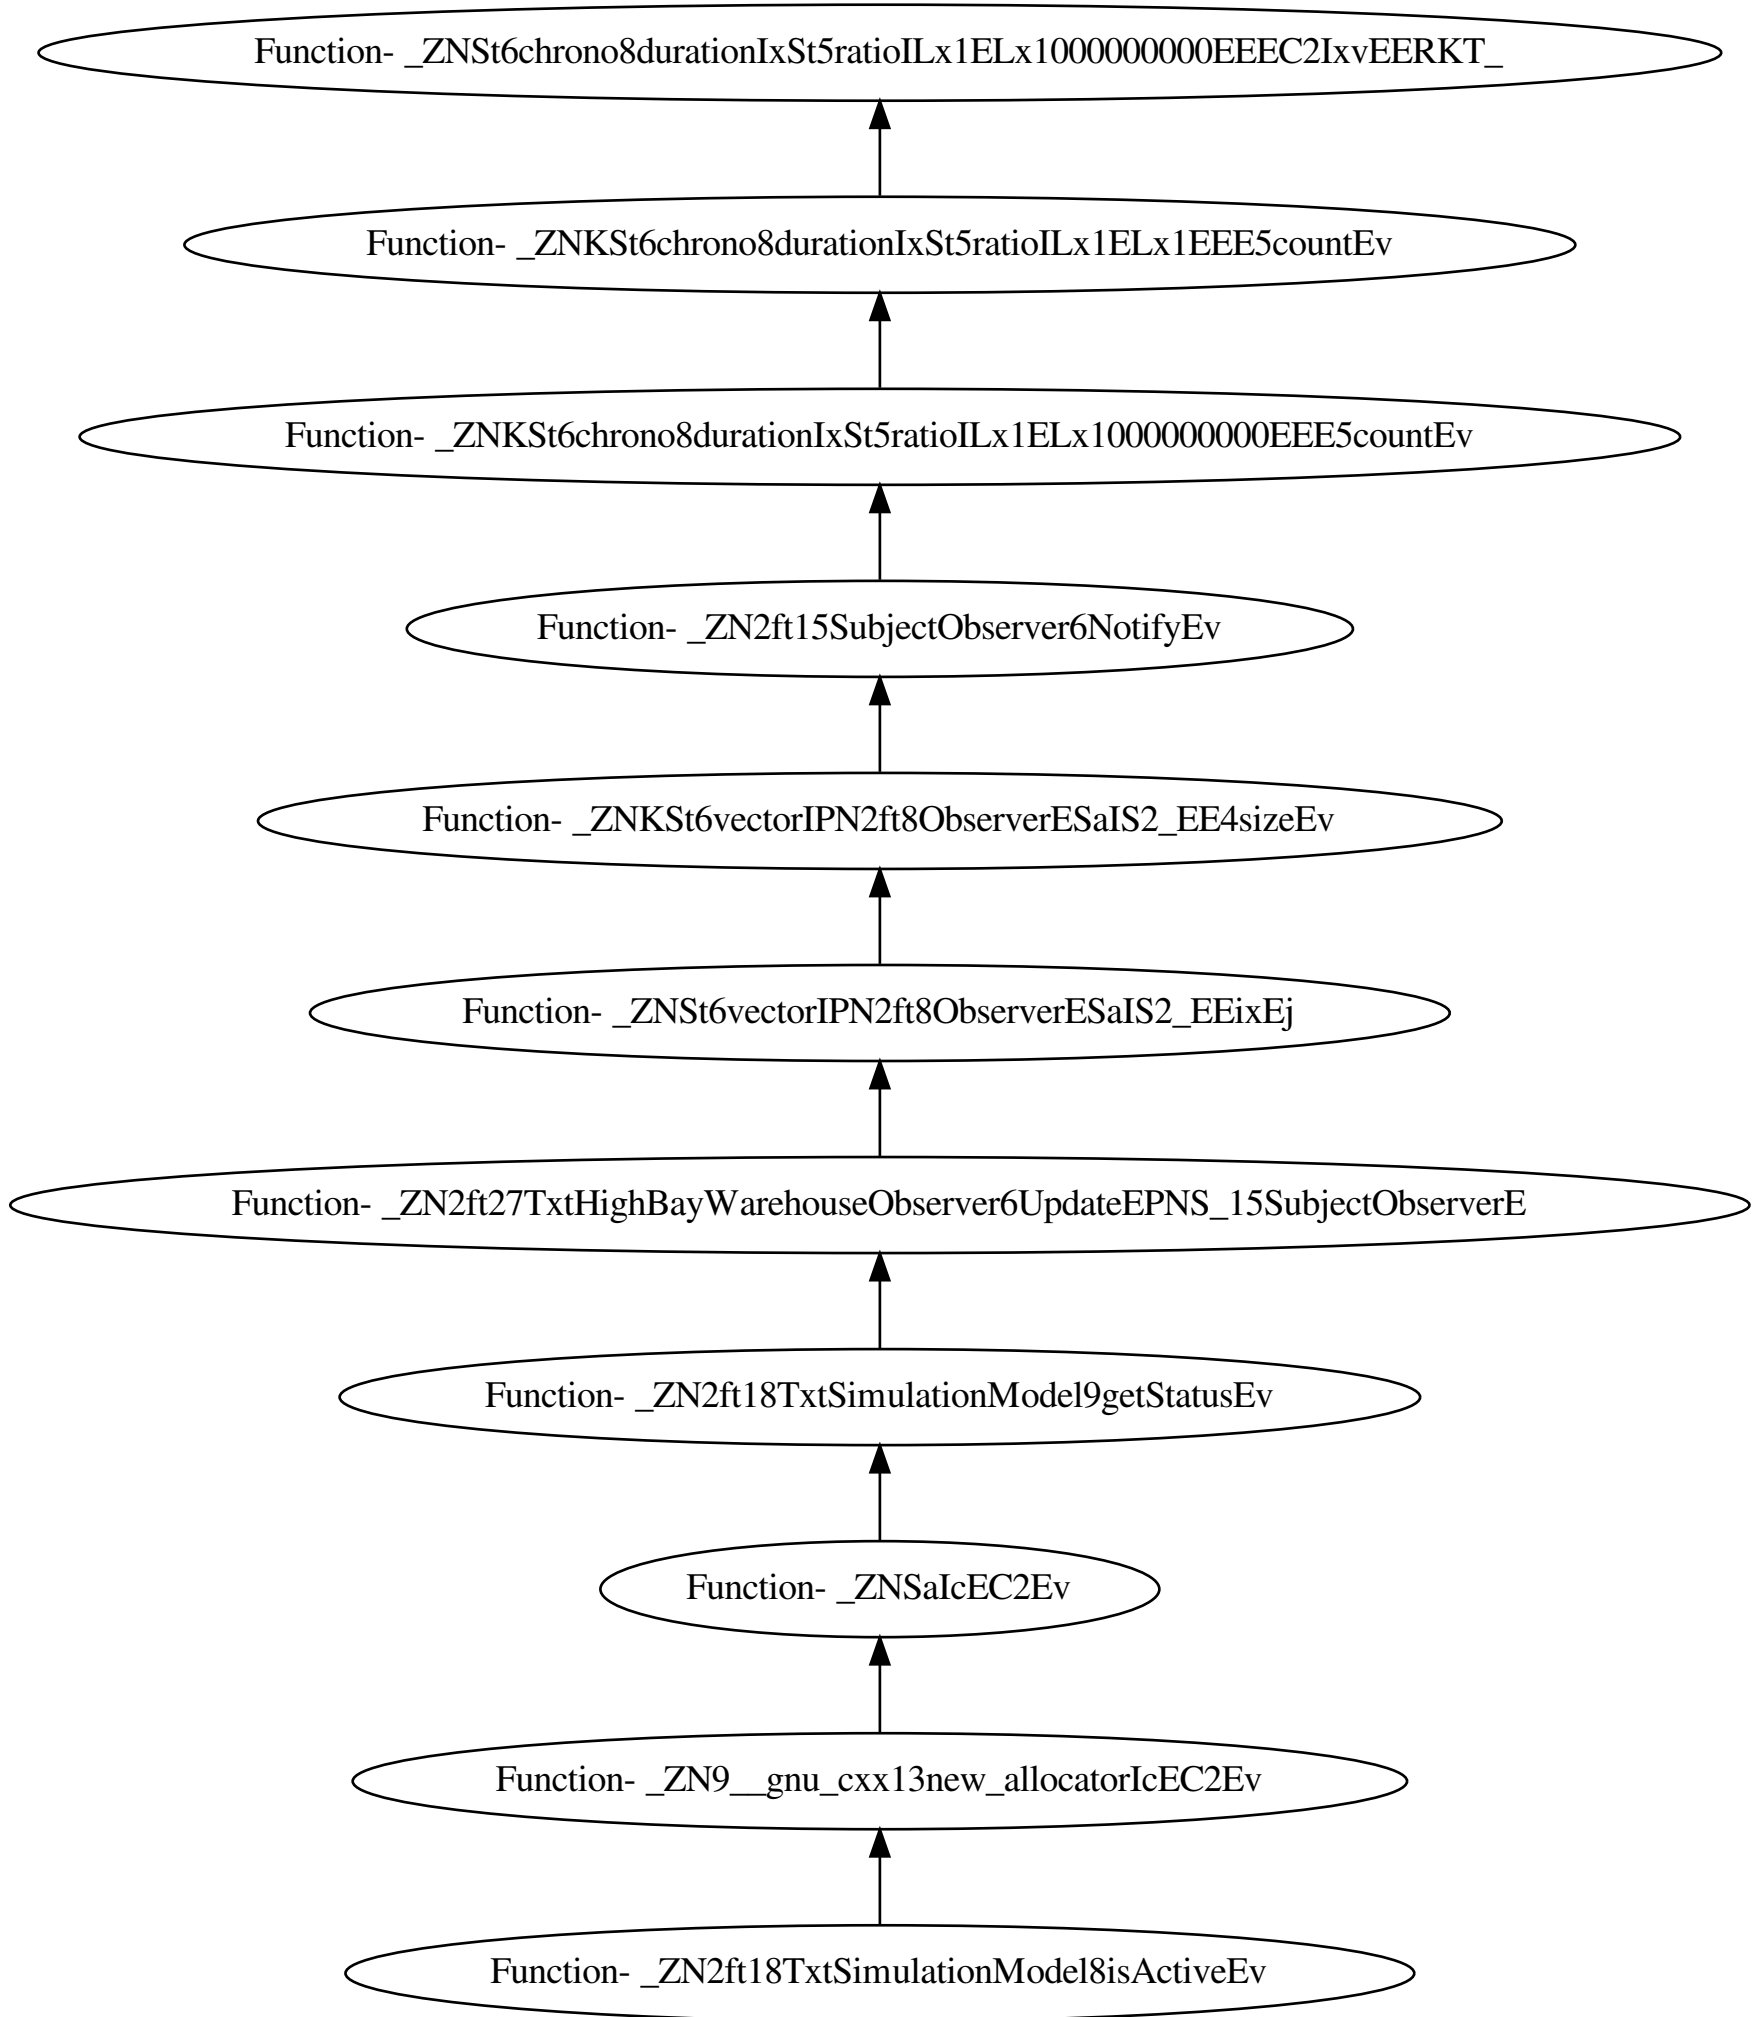 Function- _ZNSt6chrono8durationIxSt5ratioILx1ELx1000000000EEEC2IxvEERKT_
Function- _ZNKSt6chrono8durationIxSt5ratioILx1ELx1EEE5countEv
Function- _ZNKSt6chrono8durationIxSt5ratioILx1ELx1000000000EEE5countEv
Function- _ZN2ft15SubjectObserver6NotifyEv
Function- _ZNKSt6vectorIPN2ft8ObserverESaIS2_EE4sizeEv
Function- _ZNSt6vectorIPN2ft8ObserverESaIS2_EEixEj
Function- _ZN2ft27TxtHighBayWarehouseObserver6UpdateEPNS_15SubjectObserverE
Function- _ZN2ft18TxtSimulationModel9getStatusEv
Function- _ZNSaIcEC2Ev
Function- _ZN9__gnu_cxx13new_allocatorIcEC2Ev
Function- _ZN2ft18TxtSimulationModel8isActiveEv